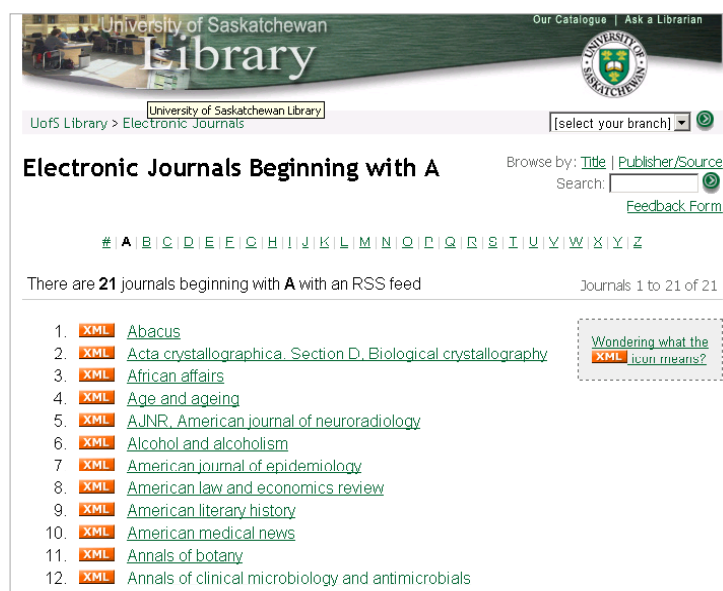 Our Catalogue | Ask a Librarian
University of Saskatchewan
Library
UNIVERSITY OF SASKATCHEWAN
University of Saskatchewan Library
UofS Library > Electronic Journals
[select your branch]
Electronic Journals Beginning with A
Browse by: Title | Publisher/Source
Search:
Feedback Form
# | A | B | C | D | E | F | G | H | I | J | K | L | M | N | O | P | Q | R | S | T | U | V | W | X | Y | Z
There are 21 journals beginning with A with an RSS feed
Journals 1 to 21 of 21
Wondering what the
XML icon means?
1. XML Abacus
2. XML Acta crystallographica. Section D, Biological crystallography
3. XML African affairs
4. XML Age and ageing
5. XML AJNR, American journal of neuroradiology
6. XML Alcohol and alcoholism
7 XML American journal of epidemiology
8. XML American law and economics review
9. XML American literary history
10. XML American medical news
11. XML Annals of botany
12. XML Annals of clinical microbiology and antimicrobials